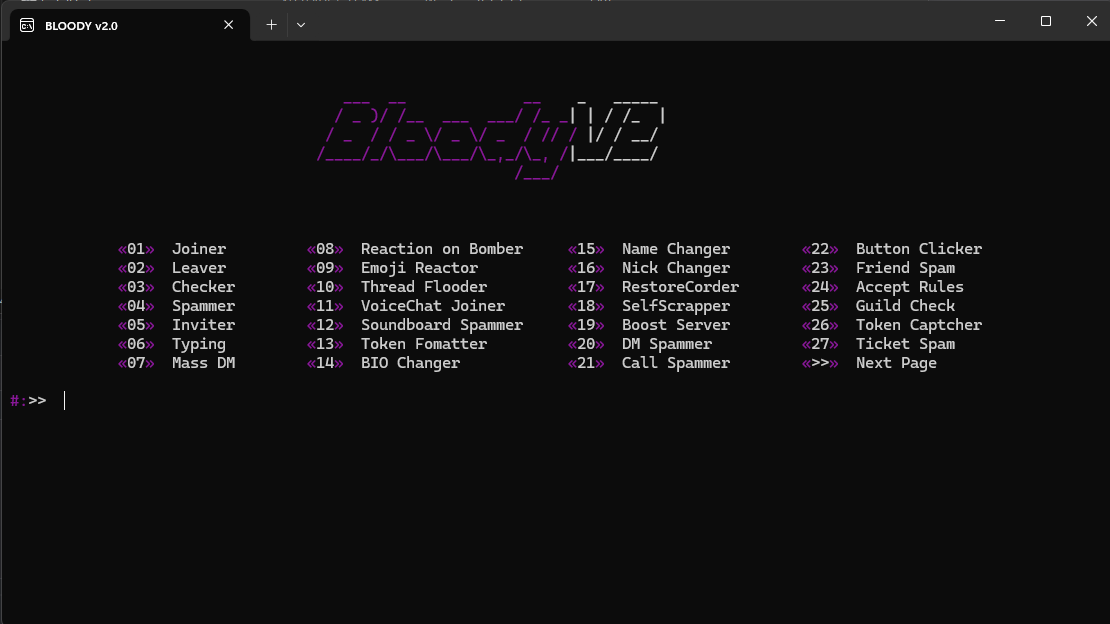 BLOODY v2.0
BloodyV2
«01» Joiner «08» Reaction on Bomber «15» Name Changer «22» Button Clicker
«02» Leaver «09» Emoji Reactor «16» Nick Changer «23» Friend Spam
«03» Checker «10» Thread Flooder «17» RestoreCorder «24» Accept Rules
«04» Spammer «11» VoiceChat Joiner «18» SelfScrapper «25» Guild Check
«05» Inviter «12» Soundboard Spammer «19» Boost Server «26» Token Captcher
«06» Typing «13» Token Fomatter «20» DM Spammer «27» Ticket Spam
«07» Mass DM «14» BIO Changer «21» Call Spammer «>>» Next Page
#:>>